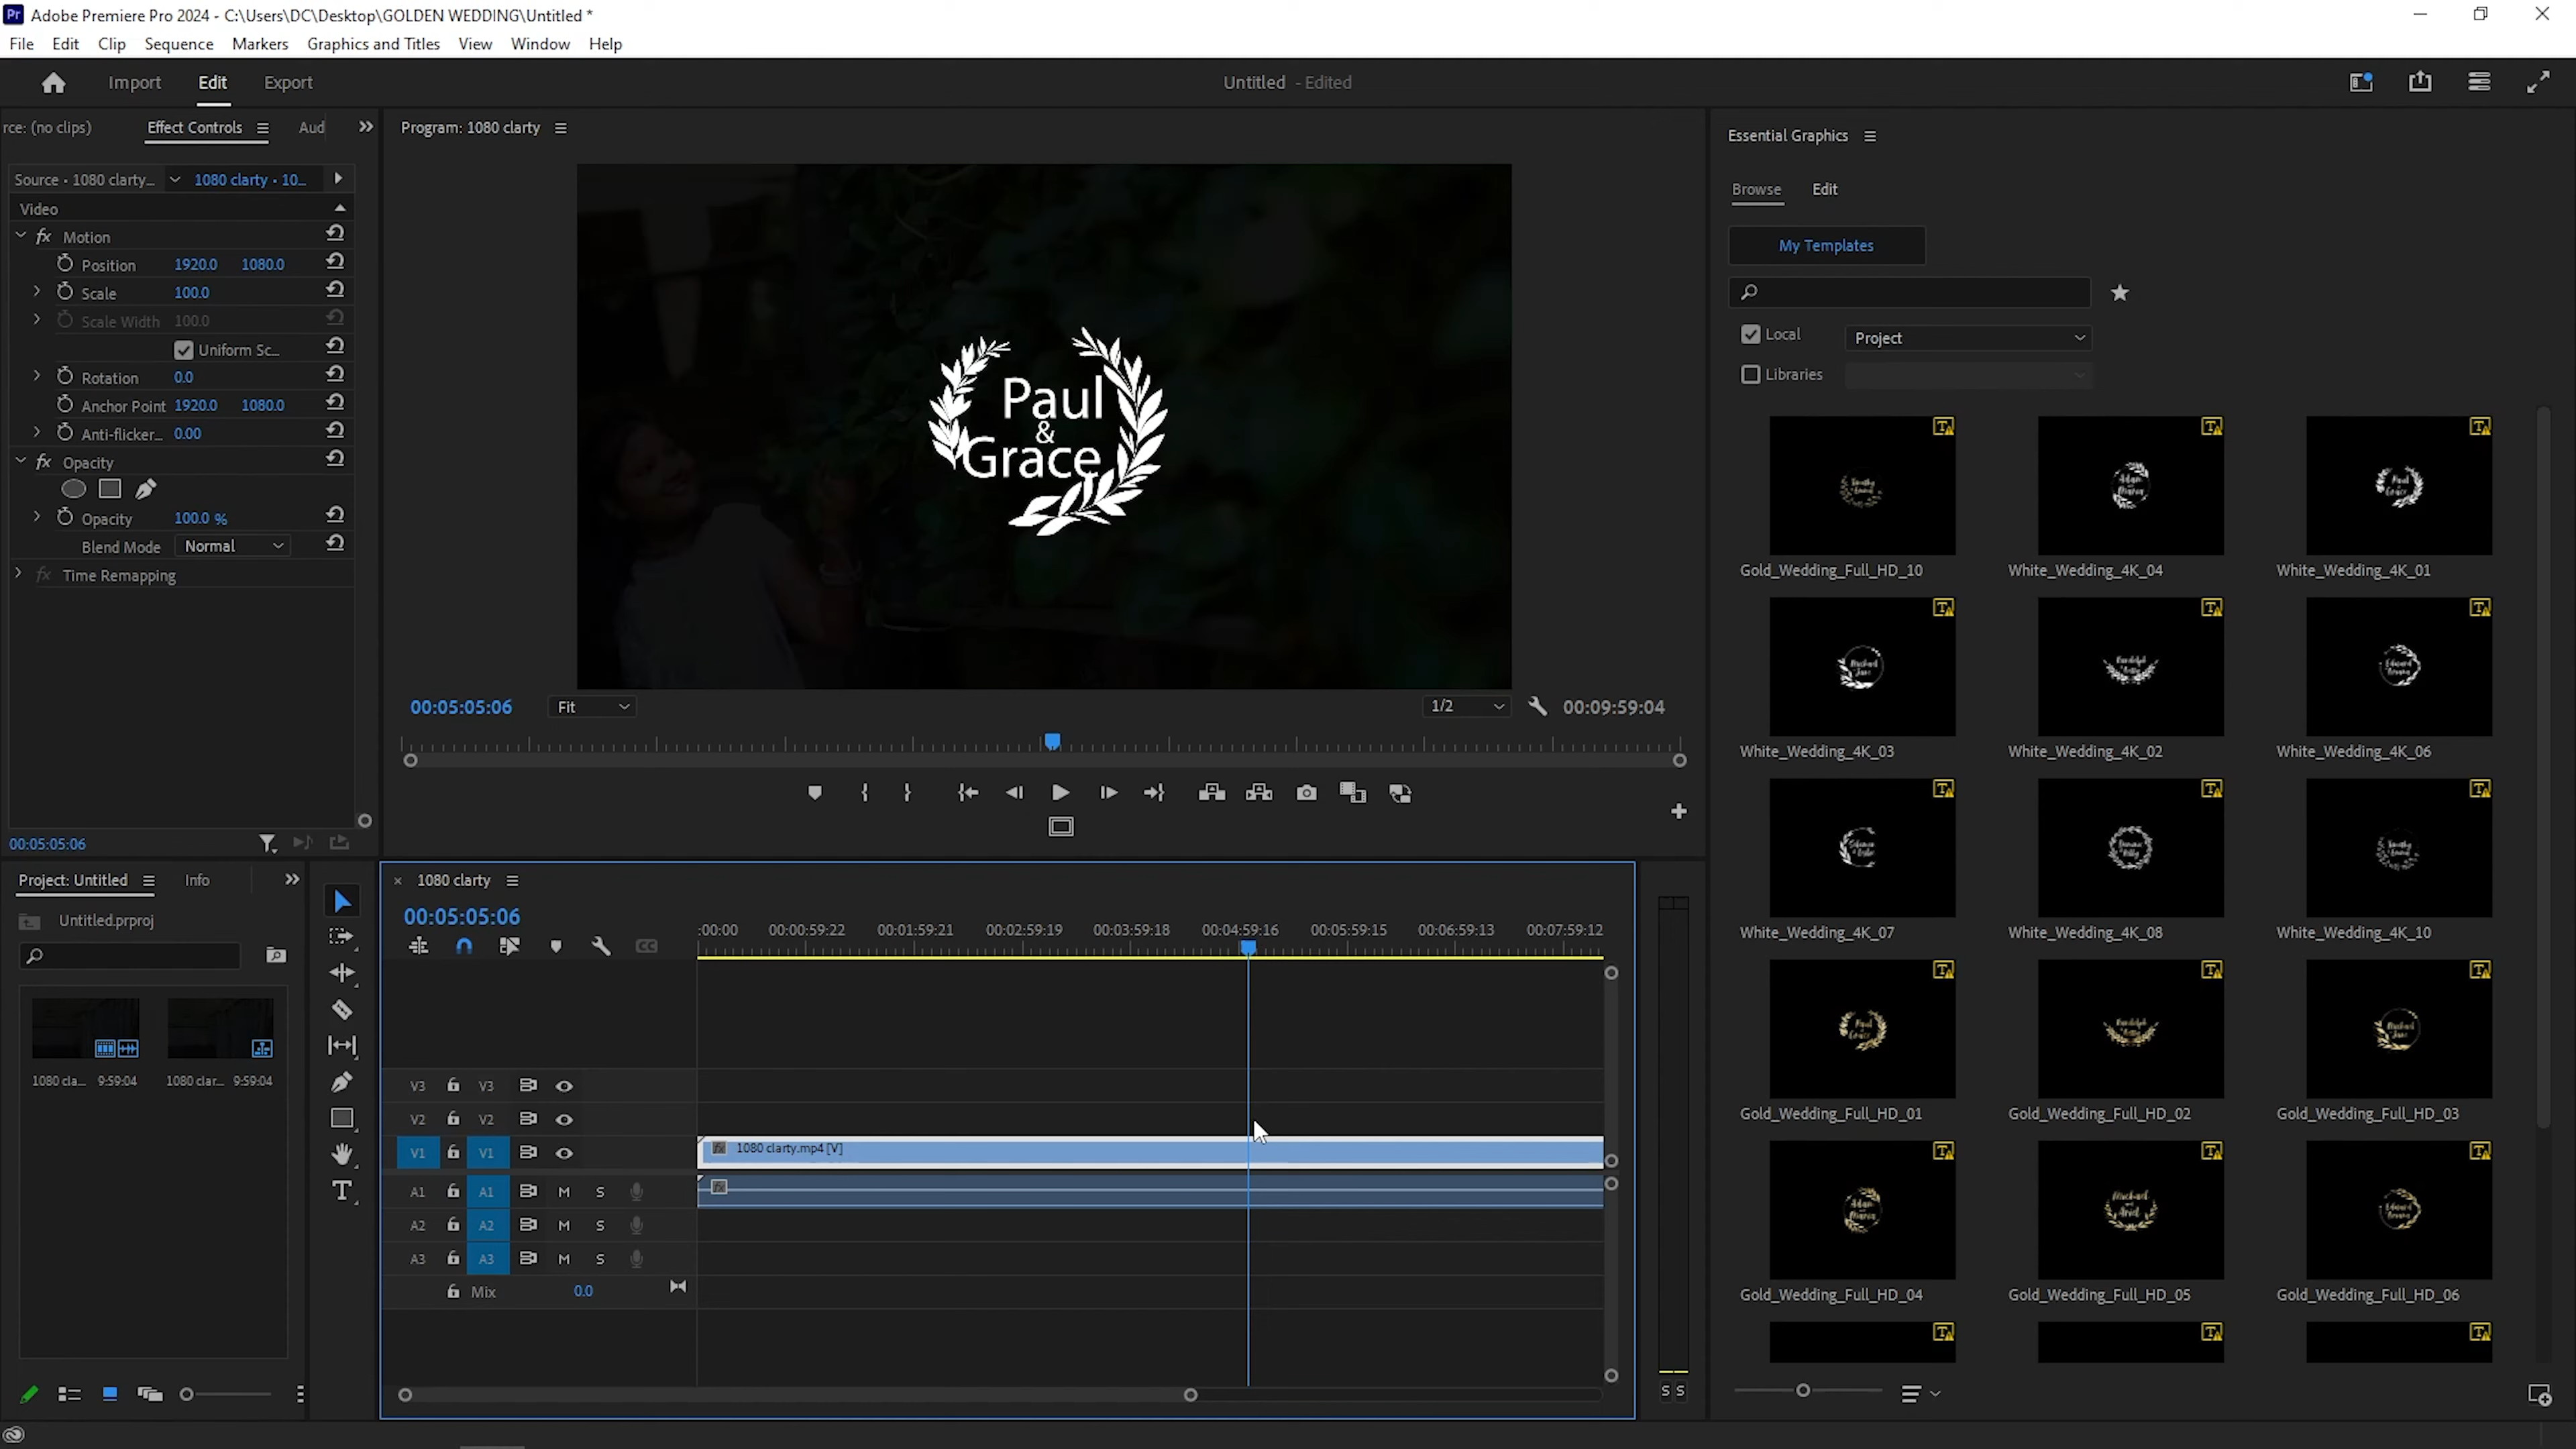 Pr Adobe Premiere Pro 2024 - C:\Users\DC\Desktop\GOLDEN WEDDING\Untitled *
File Edit Clip Sequence Markers Graphics and Titles View Window Help
Import Edit Export
Untitled - Edited
rce: (no clips) Effect Controls Aud
Source • 1080 clarty... 1080 clarty • 10...
Video
fx Motion
Position 1920.0 1080.0
Scale 100.0
Scale Width 100.0
Uniform Sc...
Rotation 0.0
Anchor Point 1920.0 1080.0
Anti-flicker... 0.00
fx Opacity
Opacity 100.0 %
Blend Mode Normal
fx Time Remapping
00:05:05:06
Program: 1080 clarty
Paul
&
Grace
00:05:05:06 Fit 1/2 00:09:59:04
Essential Graphics
Browse Edit
My Templates
Local Project
Libraries
Gold_Wedding_Full_HD_10 White_Wedding_4K_04 White_Wedding_4K_01
White_Wedding_4K_03 White_Wedding_4K_02 White_Wedding_4K_06
White_Wedding_4K_07 White_Wedding_4K_08 White_Wedding_4K_10
Gold_Wedding_Full_HD_01 Gold_Wedding_Full_HD_02 Gold_Wedding_Full_HD_03
Gold_Wedding_Full_HD_04 Gold_Wedding_Full_HD_05 Gold_Wedding_Full_HD_06
Project: Untitled Info
Untitled.prproj
1080 cla... 9:59:04 1080 clar... 9:59:04
1080 clarty
00:05:05:06
:00:00 00:00:59:22 00:01:59:21 00:02:59:19 00:03:59:18 00:04:59:16 00:05:59:15 00:06:59:13 00:07:59:12
V3 V3
V2 V2
V1 V1 fx 1080 clarty.mp4 [V]
A1 A1 M S fx
A2 A2 M S
A3 A3 M S
Mix 0.0
S S